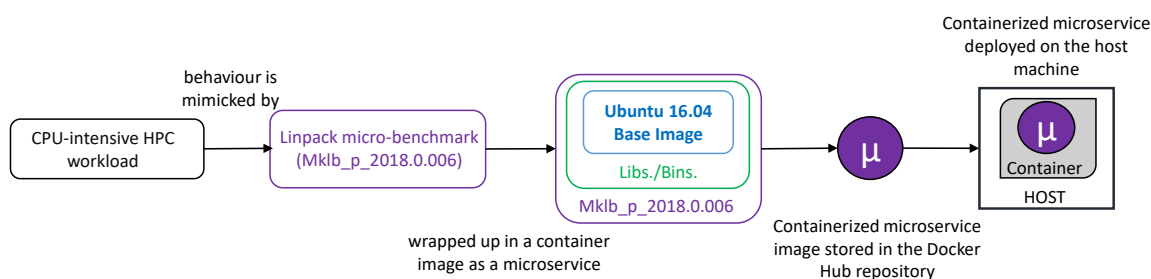 CPU-intensive HPC
workload
behaviour is
mimicked by
Linpack micro-benchmark
(Mklb_p_2018.0.006)
wrapped up in a container
image as a microservice
Ubuntu 16.04
Base Image
Libs./Bins.
Mklb_p_2018.0.006
μ
Containerized microservice
image stored in the Docker
Hub repository
Containerized microservice
deployed on the host
machine
μ
Container
HOST